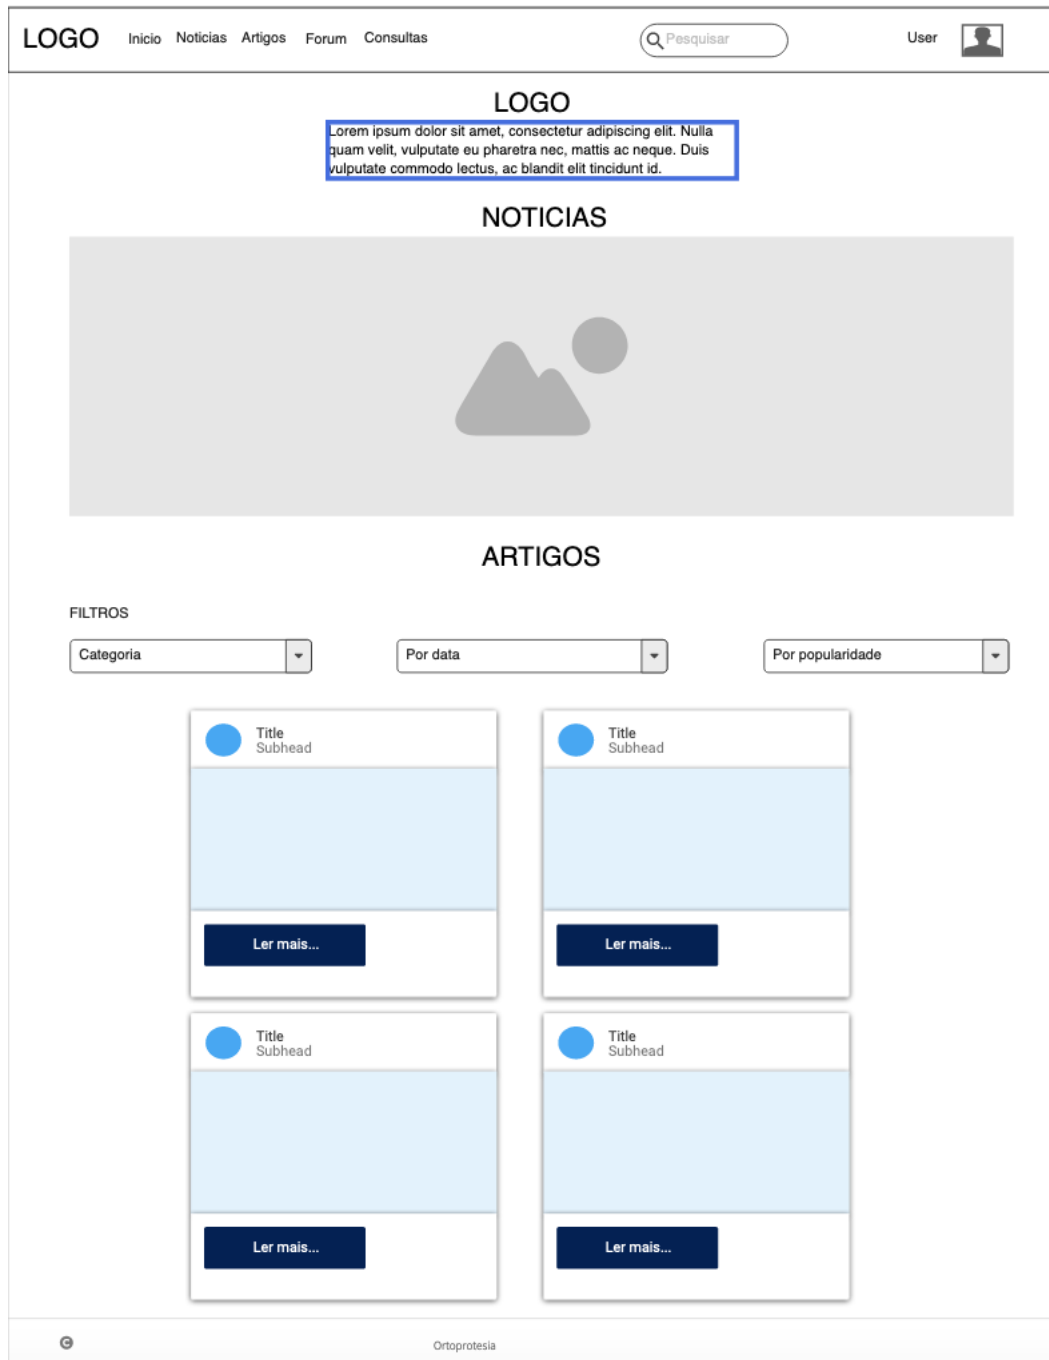 LOGO Inicio Noticias Artigos Forum Consultas Pesquisar User
LOGO
Lorem ipsum dolor sit amet, consectetur adipiscing elit. Nulla
quam velit, vulputate eu pharetra nec, mattis ac neque. Duis
vulputate commodo lectus, ac blandit elit tincidunt id.
NOTICIAS
ARTIGOS
FILTROS
Categoria Por data Por popularidade
Title
Subhead
Ler mais...
Title
Subhead
Ler mais...
Title
Subhead
Ler mais...
Title
Subhead
Ler mais...
© Ortoprotesia